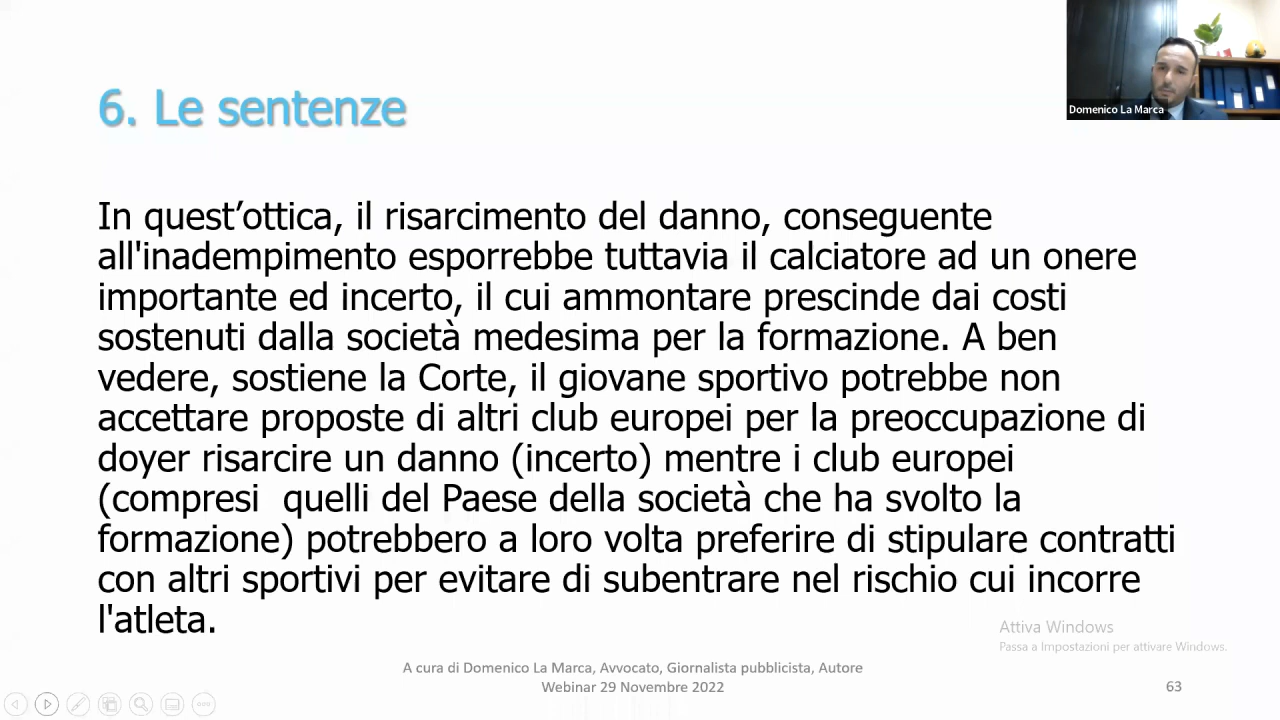 Domenico La Marca
6. Le sentenze
In quest’ottica, il risarcimento del danno, conseguente
all'inadempimento esporrebbe tuttavia il calciatore ad un onere
importante ed incerto, il cui ammontare prescinde dai costi
sostenuti dalla società medesima per la formazione. A ben
vedere, sostiene la Corte, il giovane sportivo potrebbe non
accettare proposte di altri club europei per la preoccupazione di
doyer risarcire un danno (incerto) mentre i club europei
(compresi  quelli del Paese della società che ha svolto la
formazione) potrebbero a loro volta preferire di stipulare contratti
con altri sportivi per evitare di subentrare nel rischio cui incorre
l'atleta.
Attiva Windows
Passa a Impostazioni per attivare Windows.
A cura di Domenico La Marca, Avvocato, Giornalista pubblicista, Autore
Webinar 29 Novembre 2022
63